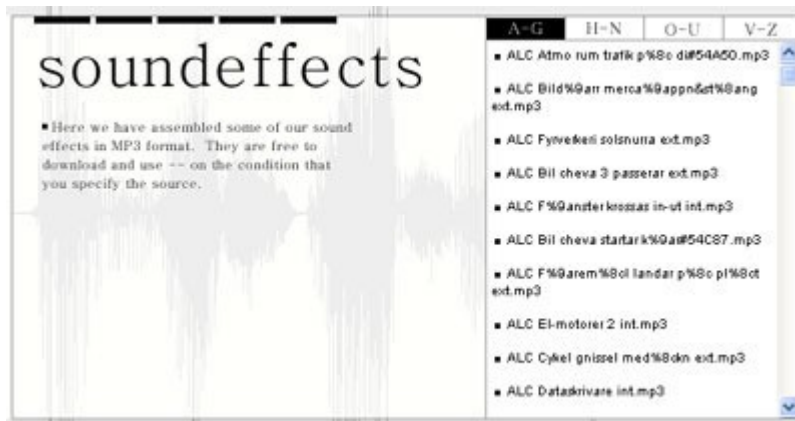 soundeffects
Here we have assembled some of our sound
effects in MP3 format. They are free to
download and use -- on the condition that
you specify the source.
A-G H-N O-U V-Z
ALC Atmo rum trafik p%8c di#54A50.mp3
ALC Bild%9arr merca%9appn&st%8ang
ext.mp3
ALC Fyrverkeri solsnurra ext.mp3
ALC Bil cheva 3 passerar ext.mp3
ALC F%9anster krossas in-ut int.mp3
ALC Bil cheva startar k%9ar#54C87.mp3
ALC F%9arem%8cl landar p%8c pl%8ct
ext.mp3
ALC El-motorer 2 int.mp3
ALC Cykel gnissel med%8ckn ext.mp3
ALC Dataskrivare int.mp3